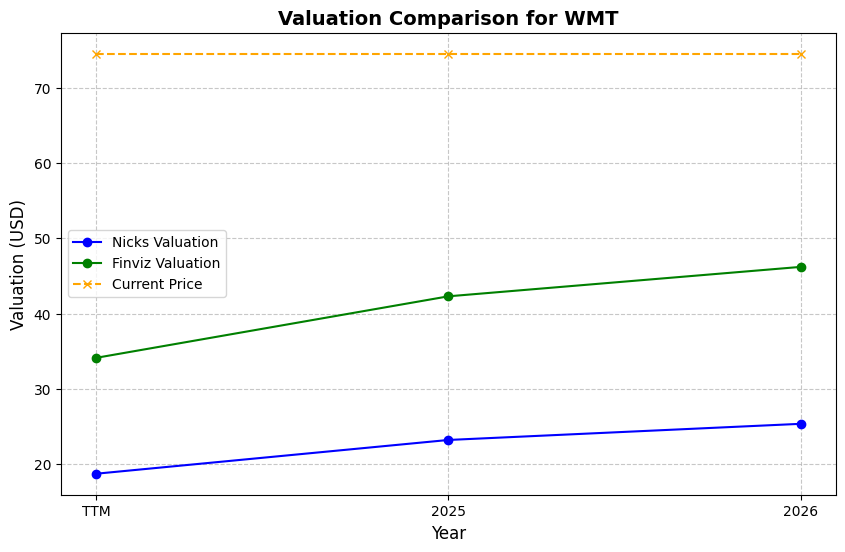 Valuation Comparison for WMT
Valuation (USD)
70
60
50
40
30
20
Nicks Valuation
Finviz Valuation
Current Price
TTM 2025 2026
Year